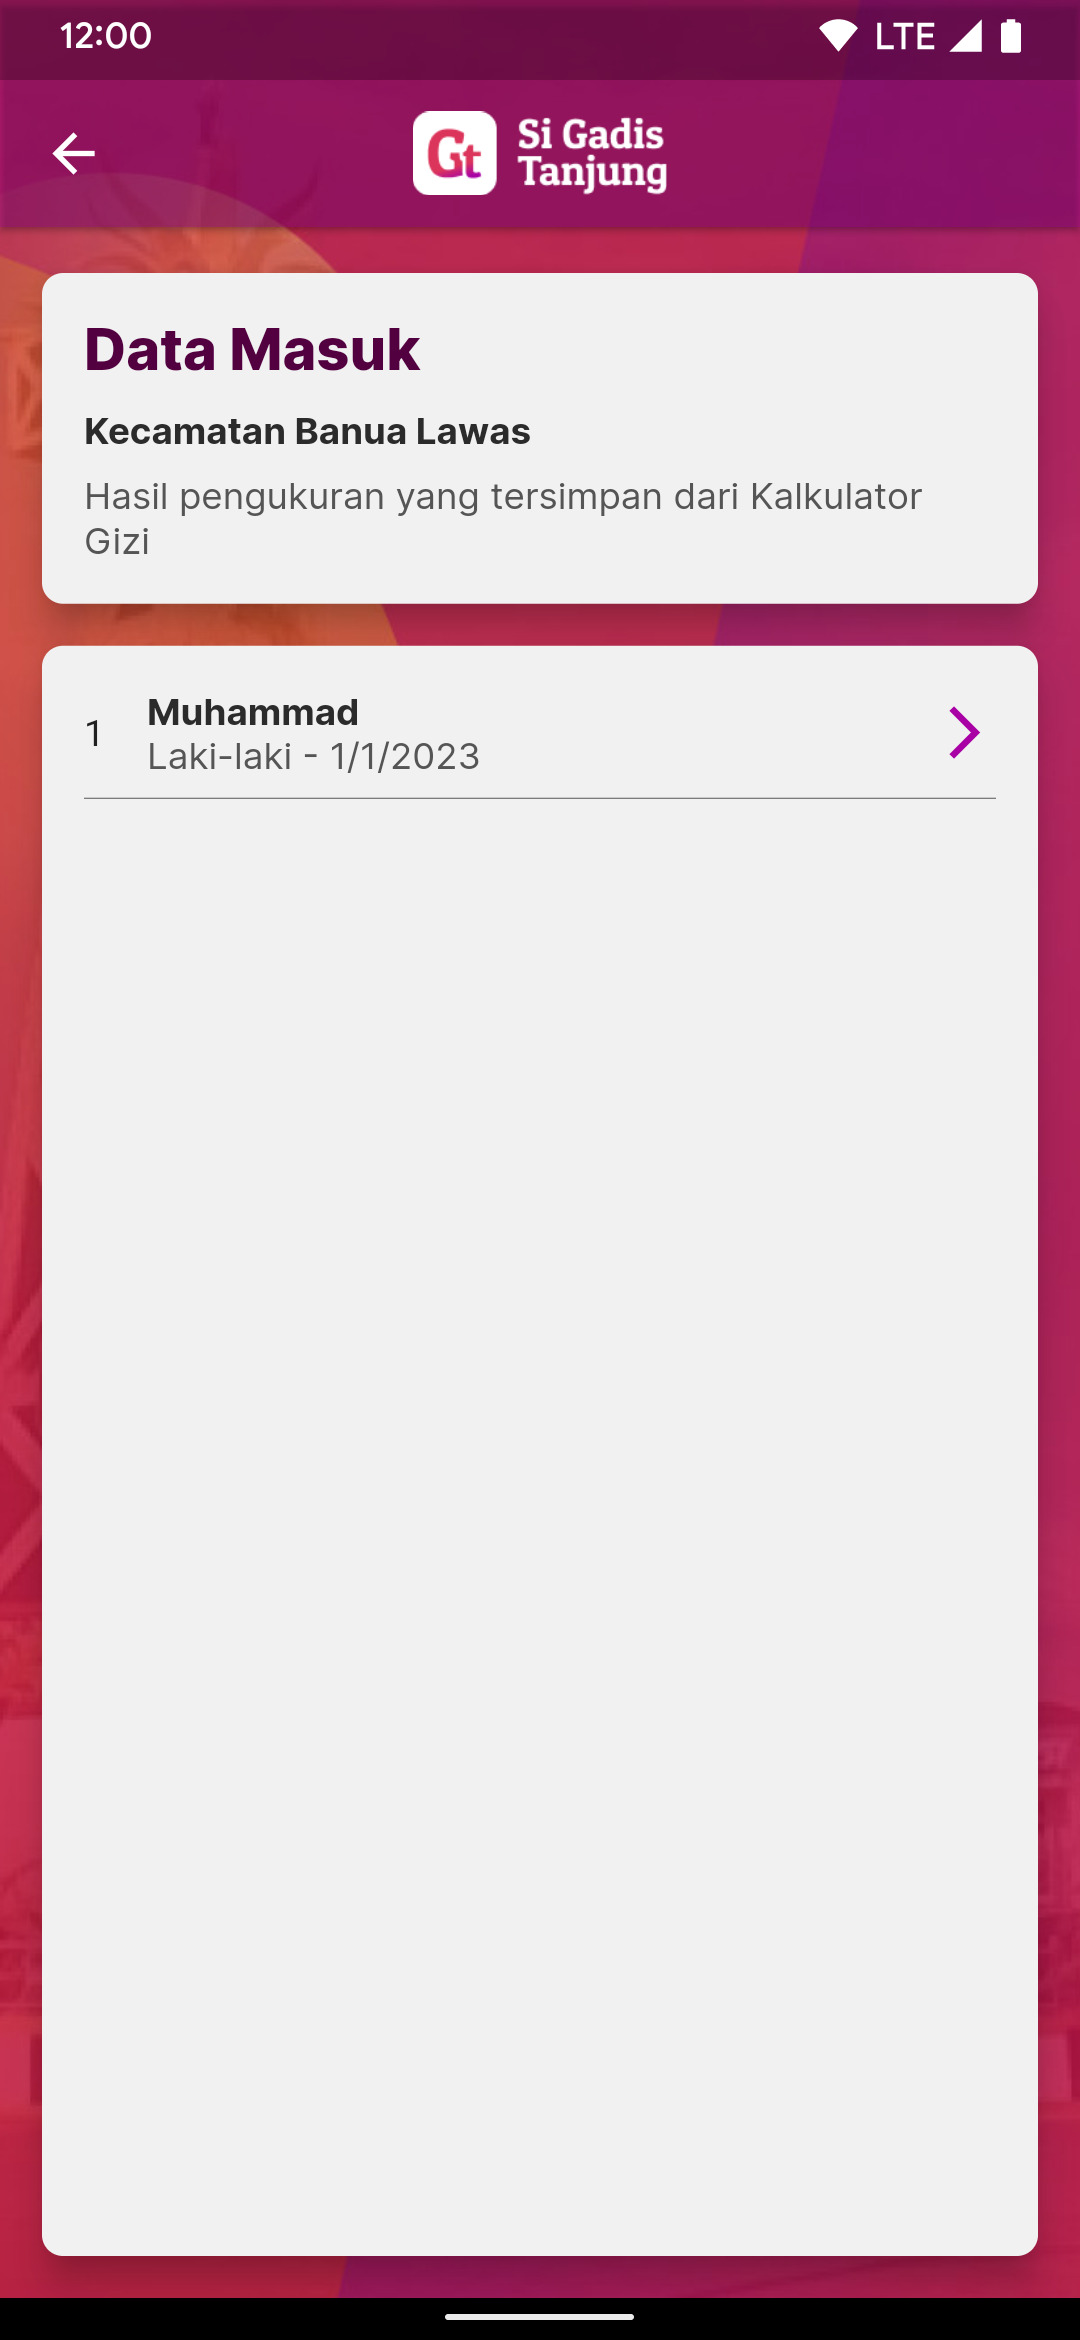 12:00 LTE
Gt Si Gadis
Tanjung
Data Masuk
Kecamatan Banua Lawas
Hasil pengukuran yang tersimpan dari Kalkulator
Gizi
1 Muhammad
Laki-laki - 1/1/2023